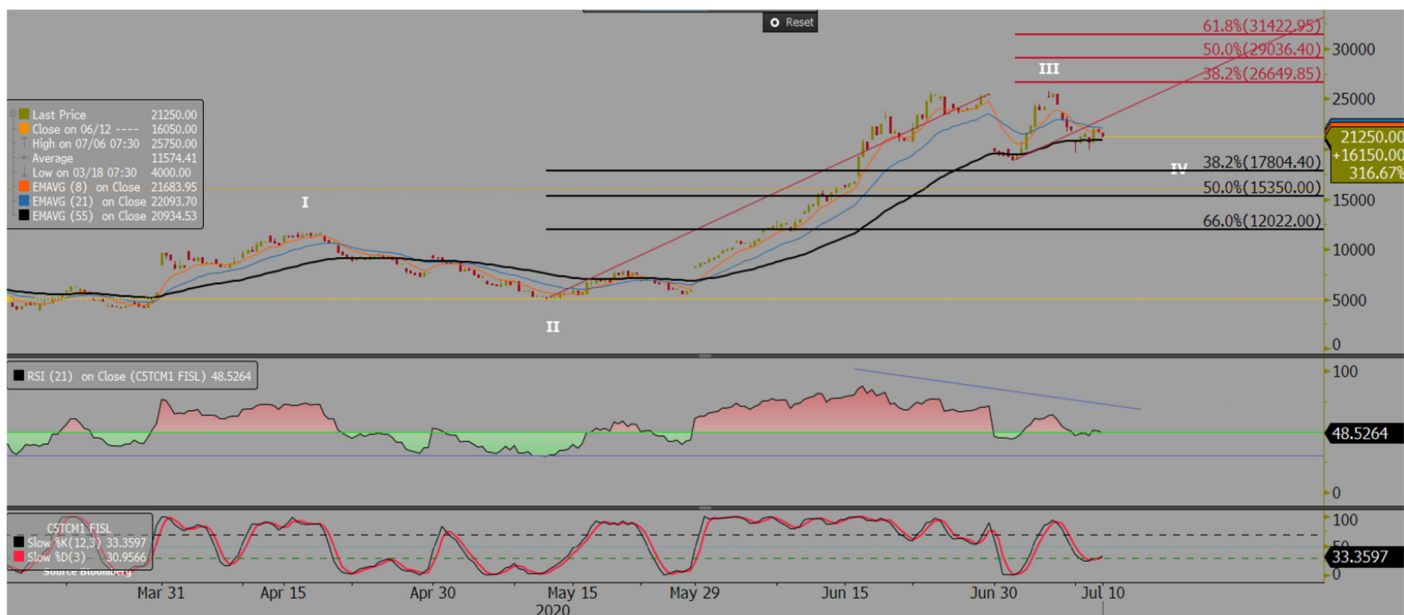 Reset
61.8%(31422.95)
50.0%(29036.40)
38.2%(26649.85)
30000
III
25000
Last Price 21250.00
Close on 06/12 ---- 16050.00
High on 07/06 07:30 25750.00
Average 11574.41
Low on 03/18 07:30 4000.00
EMAVG (8) on Close 21683.95
EMAVG (21) on Close 22093.70
EMAVG (55) on Close 20934.53
21250.00
+16150.00
316.67%
38.2%(17804.40)
IV
50.0%(15350.00)
15000
I
66.0%(12022.00)
10000
5000
II
0
RSI (21) on Close (C5TCM1 FISL) 48.5264
100
48.5264
0
C5TCM1 FISL
Slow %K(12,3) 33.3597
Slow %D(3) 30.9566
Source Bloomberg
100
50
33.3597
0
Mar 31 Apr 15 Apr 30 May 15 May 29 Jun 15 Jun 30 Jul 10
2020